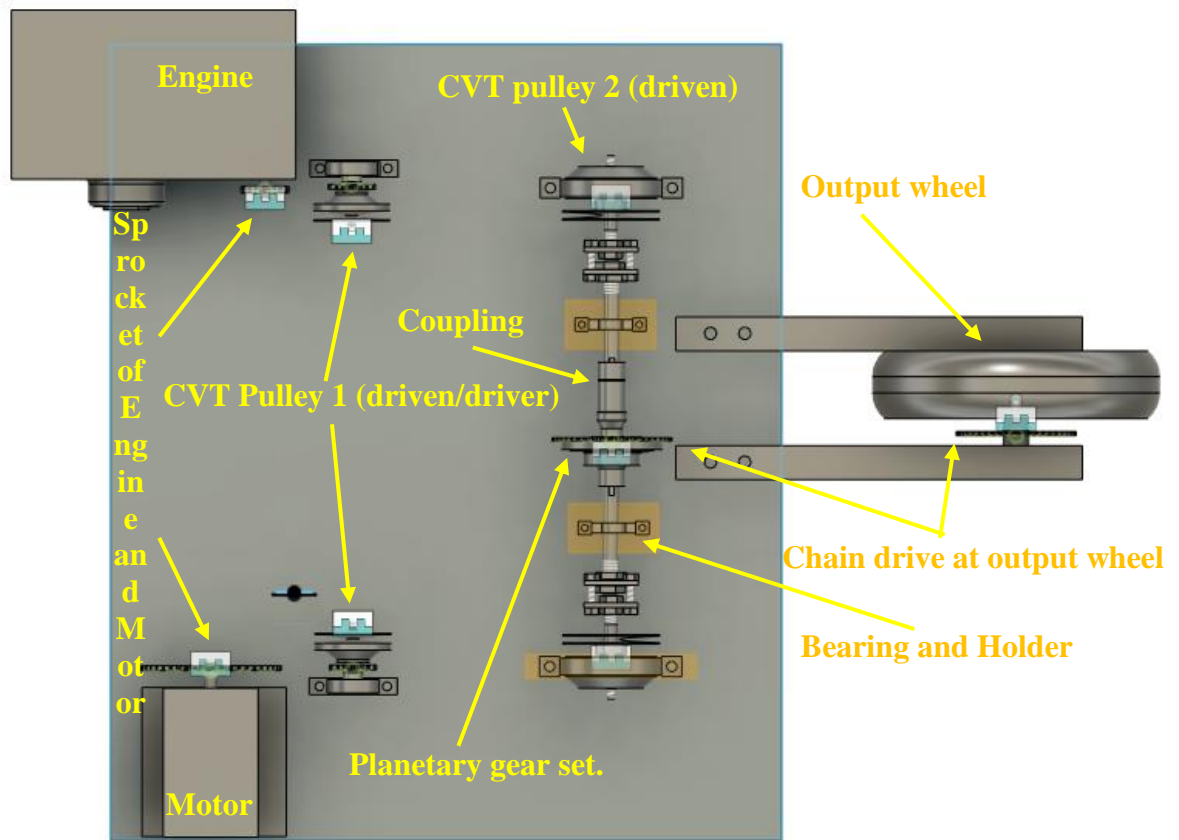 Engine
CVT pulley 2 (driven)
Output wheel
Sp
ro
ck
et
of
E
ng
in
e
an
d
M
ot
or
Coupling
CVT Pulley 1 (driven/driver)
Chain drive at output wheel
Bearing and Holder
Planetary gear set.
Motor